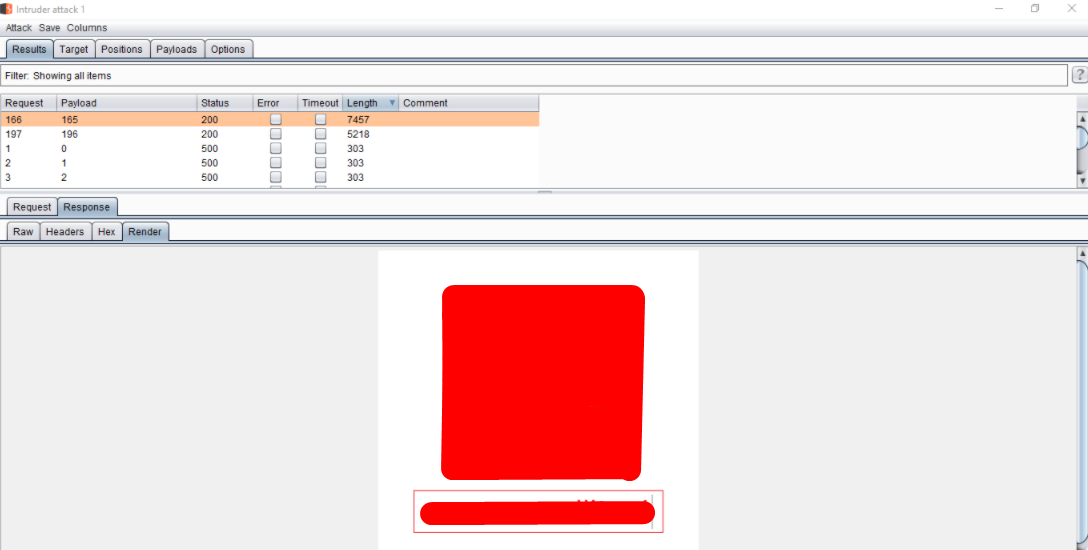 Intruder attack 1
Attack Save Columns
Results Target Positions Payloads Options
Filter: Showing all items
?
Request Payload Status Error Timeout Length Comment
166 165 200 7457
197 196 200 5218
1 0 500 303
2 1 500 303
3 2 500 303
Request Response
Raw Headers Hex Render